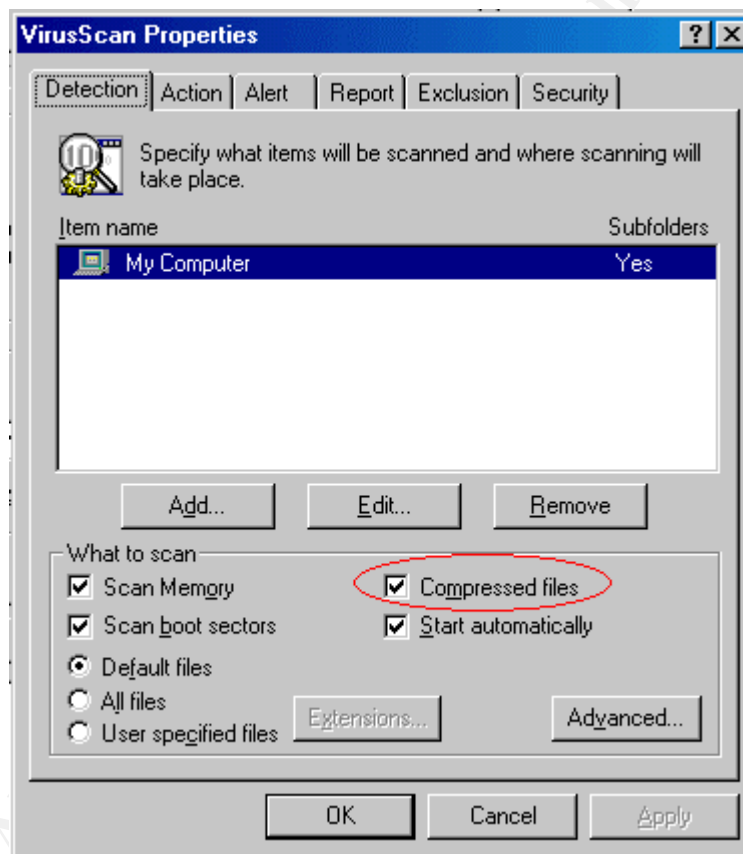 VirusScan Properties
Detection Action Alert Report Exclusion Security
Specify what items will be scanned and where scanning will
take place.
Item name Subfolders
My Computer Yes
Add... Edit... Remove
What to scan
Scan Memory Compressed files
Scan boot sectors Start automatically
Default files
All files
User specified files Extensions... Advanced...
OK Cancel Apply